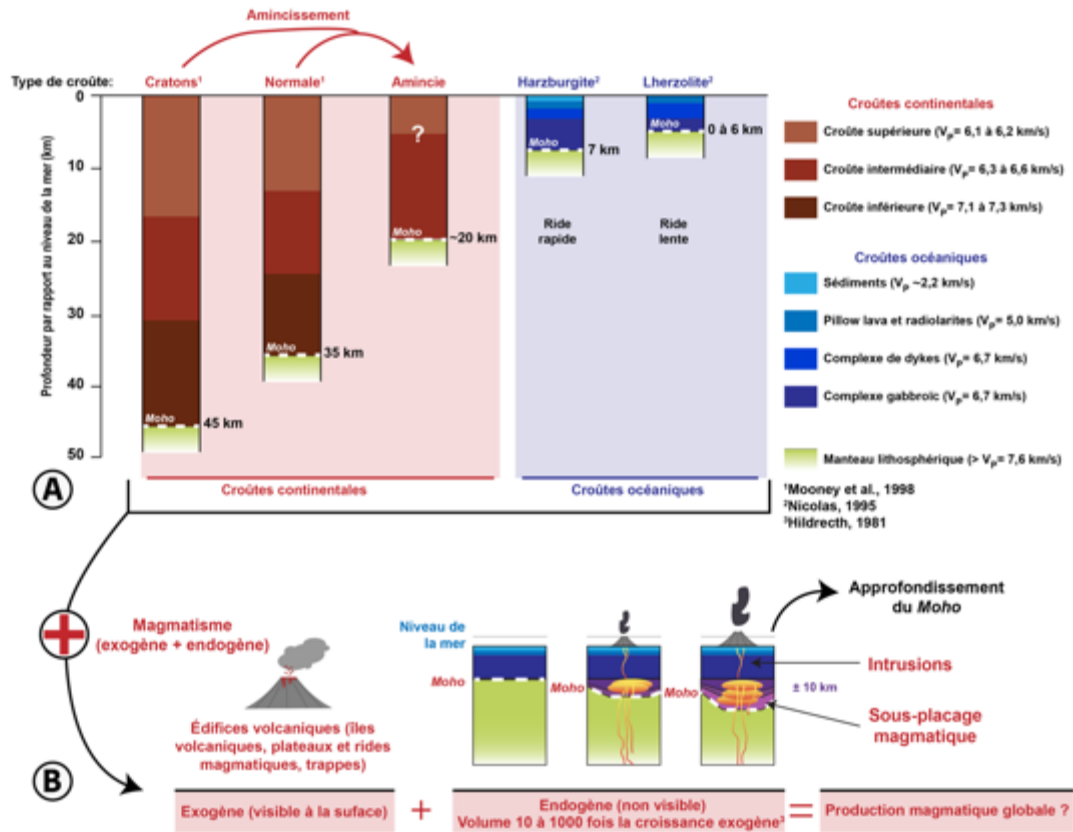 Amincissement
Type de croûte:
Cratons¹
Normale¹
Amincie
Harzburgite²
Lherzolite²
Profondeur par rapport au niveau de la mer (km)
0
10
20
30
40
50
Moho
45 km
Moho
35 km
?
Moho
~20 km
Moho
7 km
Moho
0 à 6 km
Ride
rapide
Ride
lente
Croûtes continentales
Croûtes océaniques
Croûtes continentales
Croûte supérieure (Vₚ= 6,1 à 6,2 km/s)
Croûte intermédiaire (Vₚ= 6,3 à 6,6 km/s)
Croûte inférieure (Vₚ= 7,1 à 7,3 km/s)
Croûtes océaniques
Sédiments (Vₚ ~2,2 km/s)
Pillow lava et radiolarites (Vₚ= 5,0 km/s)
Complexe de dykes (Vₚ= 6,7 km/s)
Complexe gabbroïc (Vₚ= 6,7 km/s)
Manteau lithosphérique (> Vₚ= 7,6 km/s)
¹Mooney et al., 1998
²Nicolas, 1995
³Hildrecth, 1981
A
Magmatisme
(exogène + endogène)
Édifices volcaniques (îles
volcaniques, plateaux et rides
magmatiques, trappes)
Niveau de
la mer
Moho
Moho
Moho
Approfondissement
du Moho
Intrusions
± 10 km
Sous-placage
magmatique
B
Exogène (visible à la suface)
+
Endogène (non visible)
Volume 10 à 1000 fois la croissance exogène³
=
Production magmatique globale ?